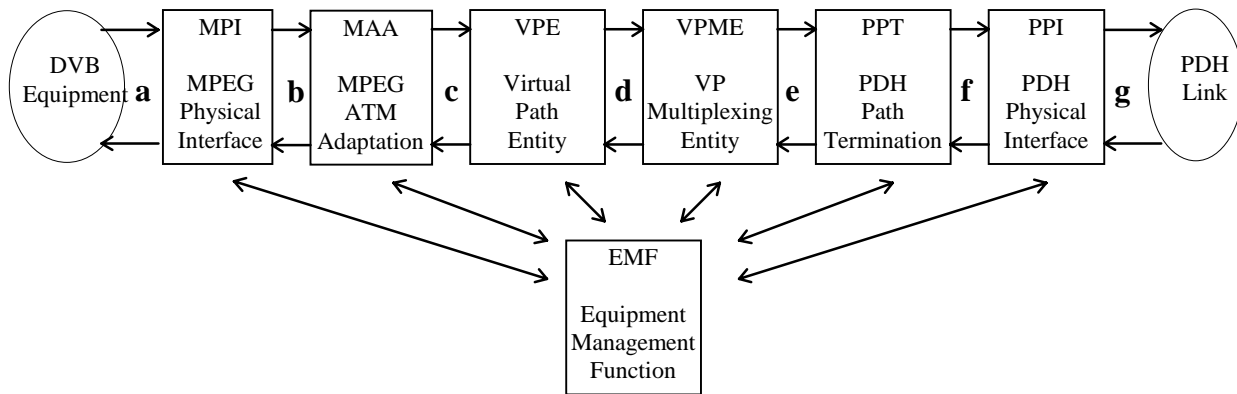 DVB
Equipment
a
MPI
MPEG
Physical
Interface
b
MAA
MPEG
ATM
Adaptation
c
VPE
Virtual
Path
Entity
d
VPME
VP
Multiplexing
Entity
e
PPT
PDH
Path
Termination
f
PPI
PDH
Physical
Interface
g
PDH
Link
EMF
Equipment
Management
Function